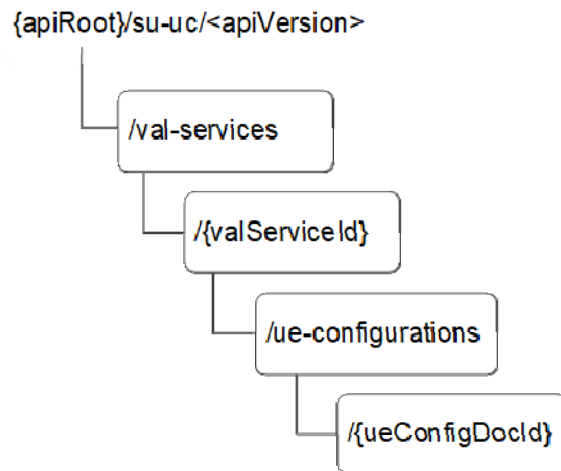 {apiRoot}/su-uc/<apiVersion>
/val-services
/{valServiceId}
/ue-configurations
/{ueConfigDocId}